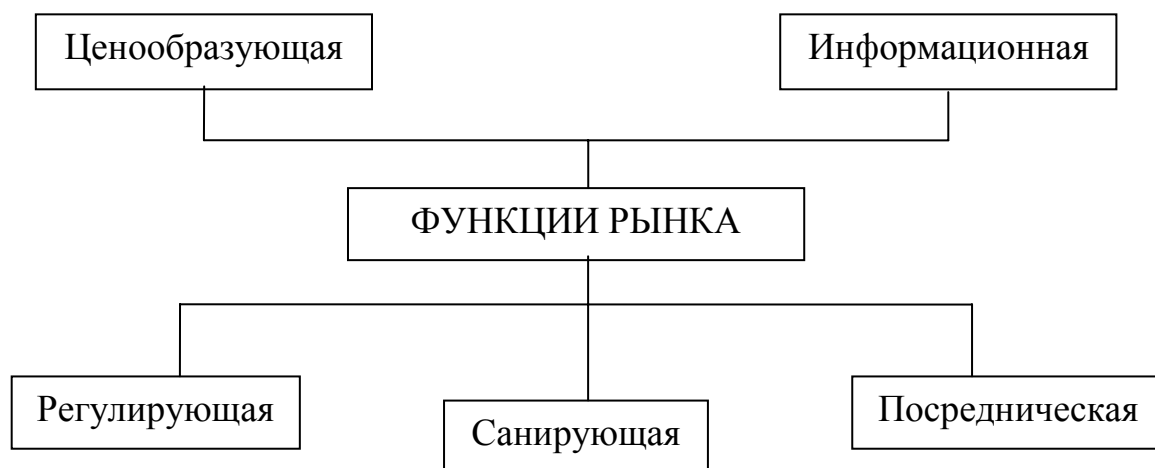 Ценообразующая
Информационная
ФУНКЦИИ РЫНКА
Регулирующая
Санирующая
Посредническая